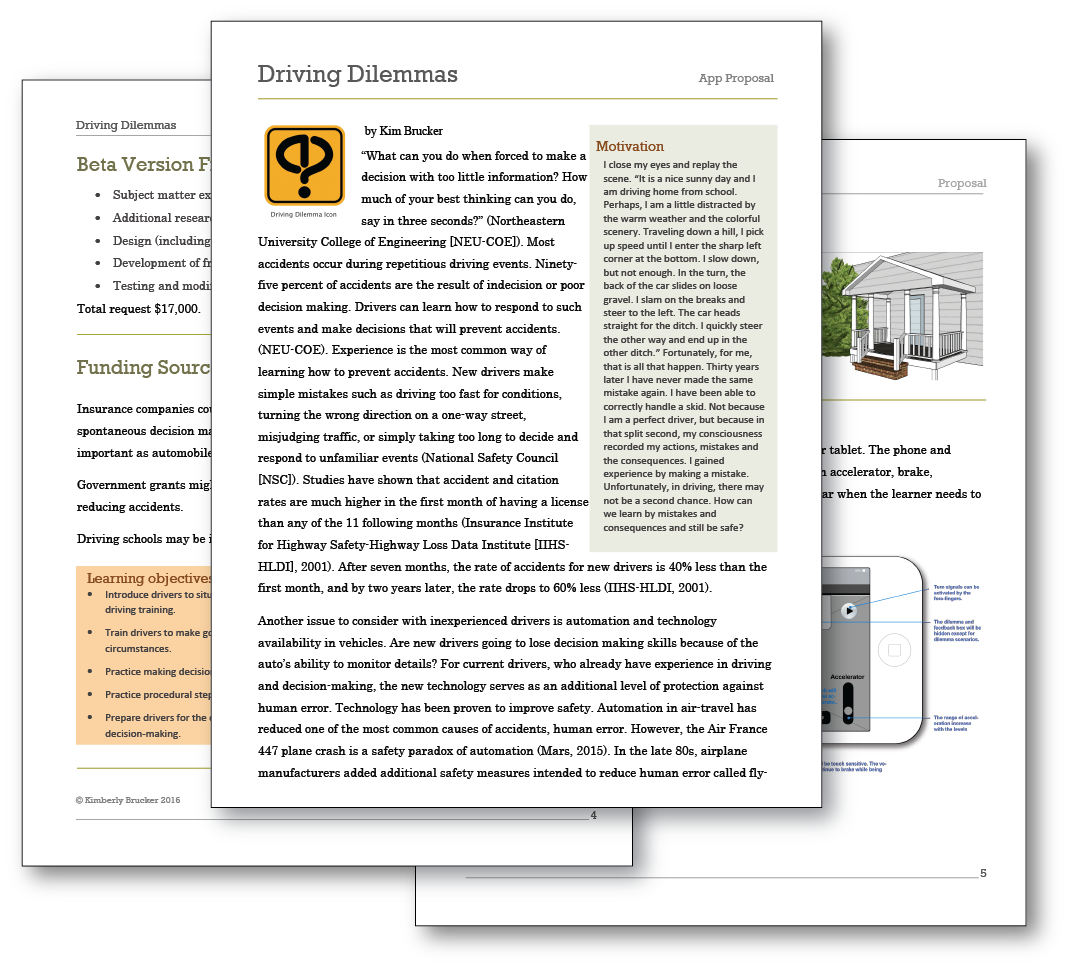 Driving Dilemmas
App Proposal
by Kim Brucker
“What can you do when forced to make a
decision with too little information? How
much of your best thinking can you do,
say in three seconds?” (Northeastern
Driving Dilemma Icon
University College of Engineering [NEU-COE]). Most
accidents occur during repetitive driving events. Ninety-
five percent of accidents are the result of indecision or poor
decision making. Drivers can learn how to respond to such
events and make decisions that will prevent accidents.
(NEU-COE). Experience is the most common way of
learning how to prevent accidents. New drivers make
simple mistakes such as driving too fast for conditions,
turning the wrong direction on a one-way street,
misjudging traffic, or simply taking too long to decide and
respond to unfamiliar events (National Safety Council
[NSC]). Studies have shown that accident and citation
rates are much higher in the first month of having a license
than any of the 11 following months (Insurance Institute
for Highway Safety-Highway Loss Data Institute [IIHS-
HLDI], 2001). After seven months, the rate of accidents for new drivers is 40% less than the
first month, and by two years later, the rate drops to 60% less (IIHS-HLDI, 2001).
Another issue to consider with inexperienced drivers is automation and technology
availability in vehicles. Are new drivers going to lose decision making skills because of the
auto’s ability to monitor details? For current drivers, who already have experience in driving
and decision-making, the new technology serves as an additional level of protection against
human error. Technology has been proven to improve safety. Automation in air-travel has
reduced one of the most common causes of accidents, human error. However, the Air France
447 plane crash is a safety paradox of automation (Mars, 2015). In the late 80s, airplane
manufacturers added additional safety measures intended to reduce human error called fly-
Motivation
I close my eyes and replay the
scene. “It is a nice sunny day and I
am driving home from school.
Perhaps, I am a little distracted by
the warm weather and the colorful
scenery. Traveling down a hill, I pick
up speed until I enter the sharp left
corner at the bottom. I slow down,
but not enough. In the turn, the
back of the car slides on loose
gravel. I slam on the breaks and
steer to the left. The car heads
straight for the ditch. I quickly steer
the other way and end up in the
other ditch.” Fortunately, for me,
that is all that happen. Thirty years
later I have never made the same
mistake again. I have been able to
correctly handle a skid. Not because
I am a perfect driver, but because in
that split second, my consciousness
recorded my actions, mistakes and
the consequences. I gained
experience by making a mistake.
Unfortunately, in driving, there may
not be a second chance. How can
we learn by mistakes and
consequences and still be safe?
Driving Dilemmas
Beta Version F
• Subject matter ex
• Additional resear
• Design (including
• Development of fr
• Testing and modi
Total request $17,000.
Funding Sourc
Insurance companies co
spontaneous decision ma
important as automobile
Government grants mig
reducing accidents.
Driving schools may be i
Learning objectives
• Introduce drivers to situ
driving training.
• Train drivers to make go
circumstances.
• Practice making decisio
• Practice procedural step
• Prepare drivers for the
decision-making.
© Kimberly Brucker 2016
4
Proposal
r tablet. The phone and
n accelerator, brake,
ar when the learner needs to
Turn signals can be
activated by the
fore-fingers.
The dilemma and
feedback box will be
hidden except for
dilemma scenarios.
Accelerator
The range of accel-
eration increase
with the levels
l be touch sensitive. The ve-
tinue to brake while being
5